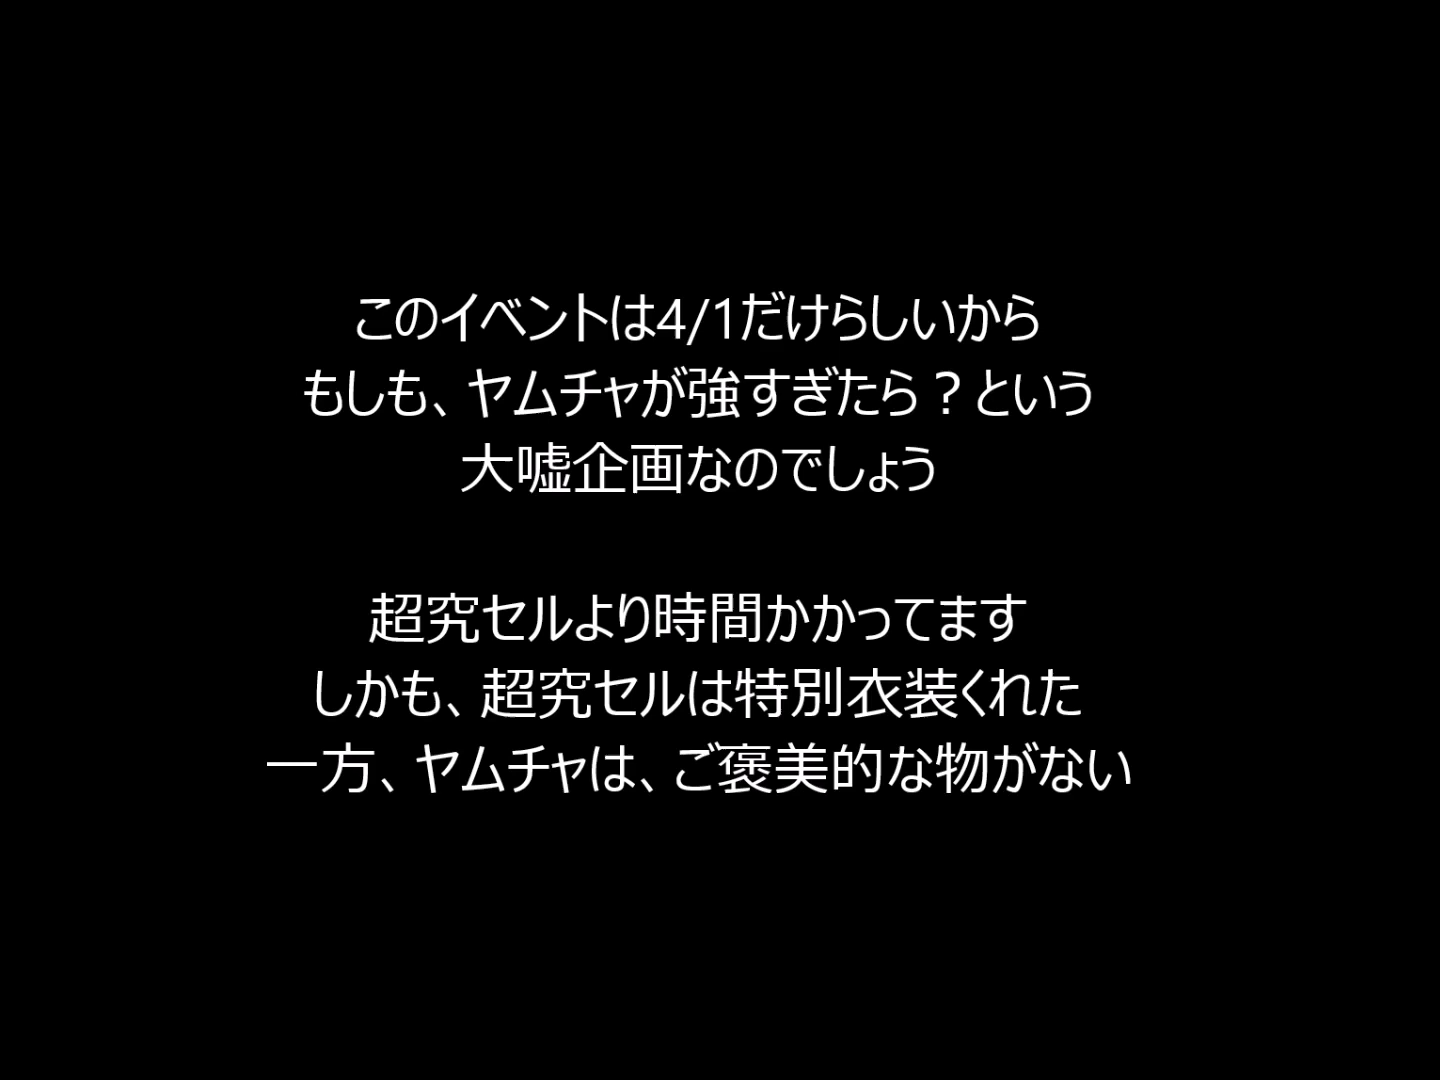 このイベントは4/1だけらしいから
もしも、ヤムチャが強すぎたら？という
大嘘企画なのでしょう
超究セルより時間かかってます
しかも、超究セルは特別衣装くれた
一方、ヤムチャは、ご褒美的な物がない